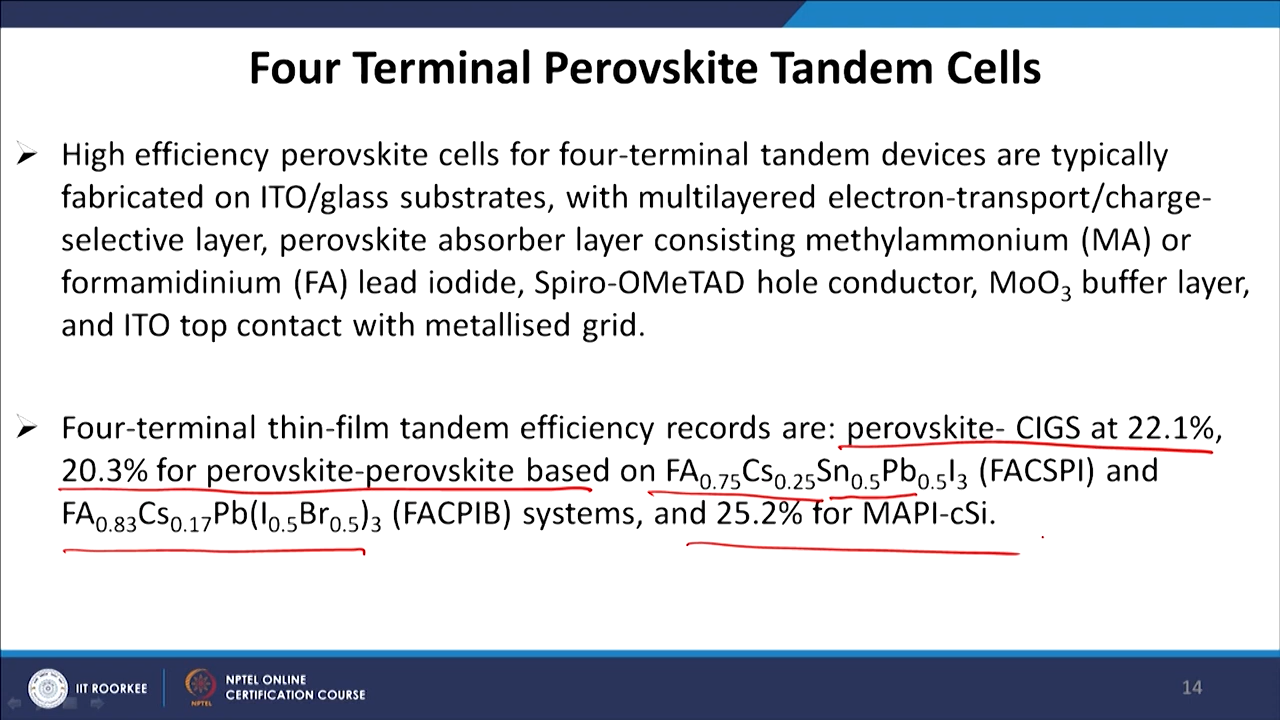 Four Terminal Perovskite Tandem Cells
➢ High efficiency perovskite cells for four-terminal tandem devices are typically
fabricated on ITO/glass substrates, with multilayered electron-transport/charge-
selective layer, perovskite absorber layer consisting methylammonium (MA) or
formamidinium (FA) lead iodide, Spiro-OMeTAD hole conductor, MoO₃ buffer layer,
and ITO top contact with metallised grid.
➢ Four-terminal thin-film tandem efficiency records are: perovskite- CIGS at 22.1%,
20.3% for perovskite-perovskite based on FA₀.₇₅Cs₀.₂₅Sn₀.₅Pb₀.₅I₃ (FACSPI) and
FA₀.₈₃Cs₀.₁₇Pb(I₀.₅Br₀.₅)₃ (FACPIB) systems, and 25.2% for MAPI-cSi.
IIT ROORKEE
NPTEL
NPTEL ONLINE
CERTIFICATION COURSE
14